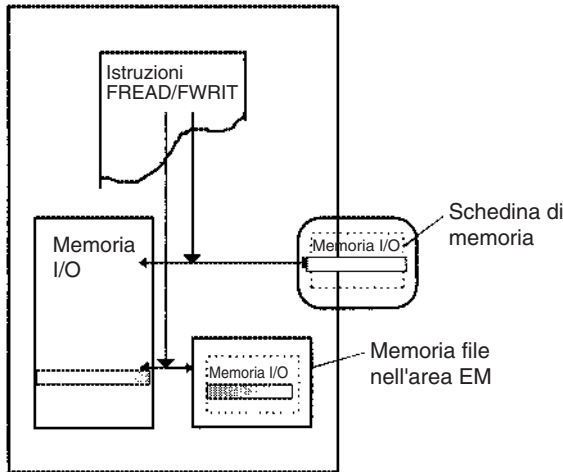 Istruzioni
FREAD/FWRIT
Schedina di
memoria
Memoria
I/O
Memoria I/O
Memoria file
nell'area EM
Memoria I/O